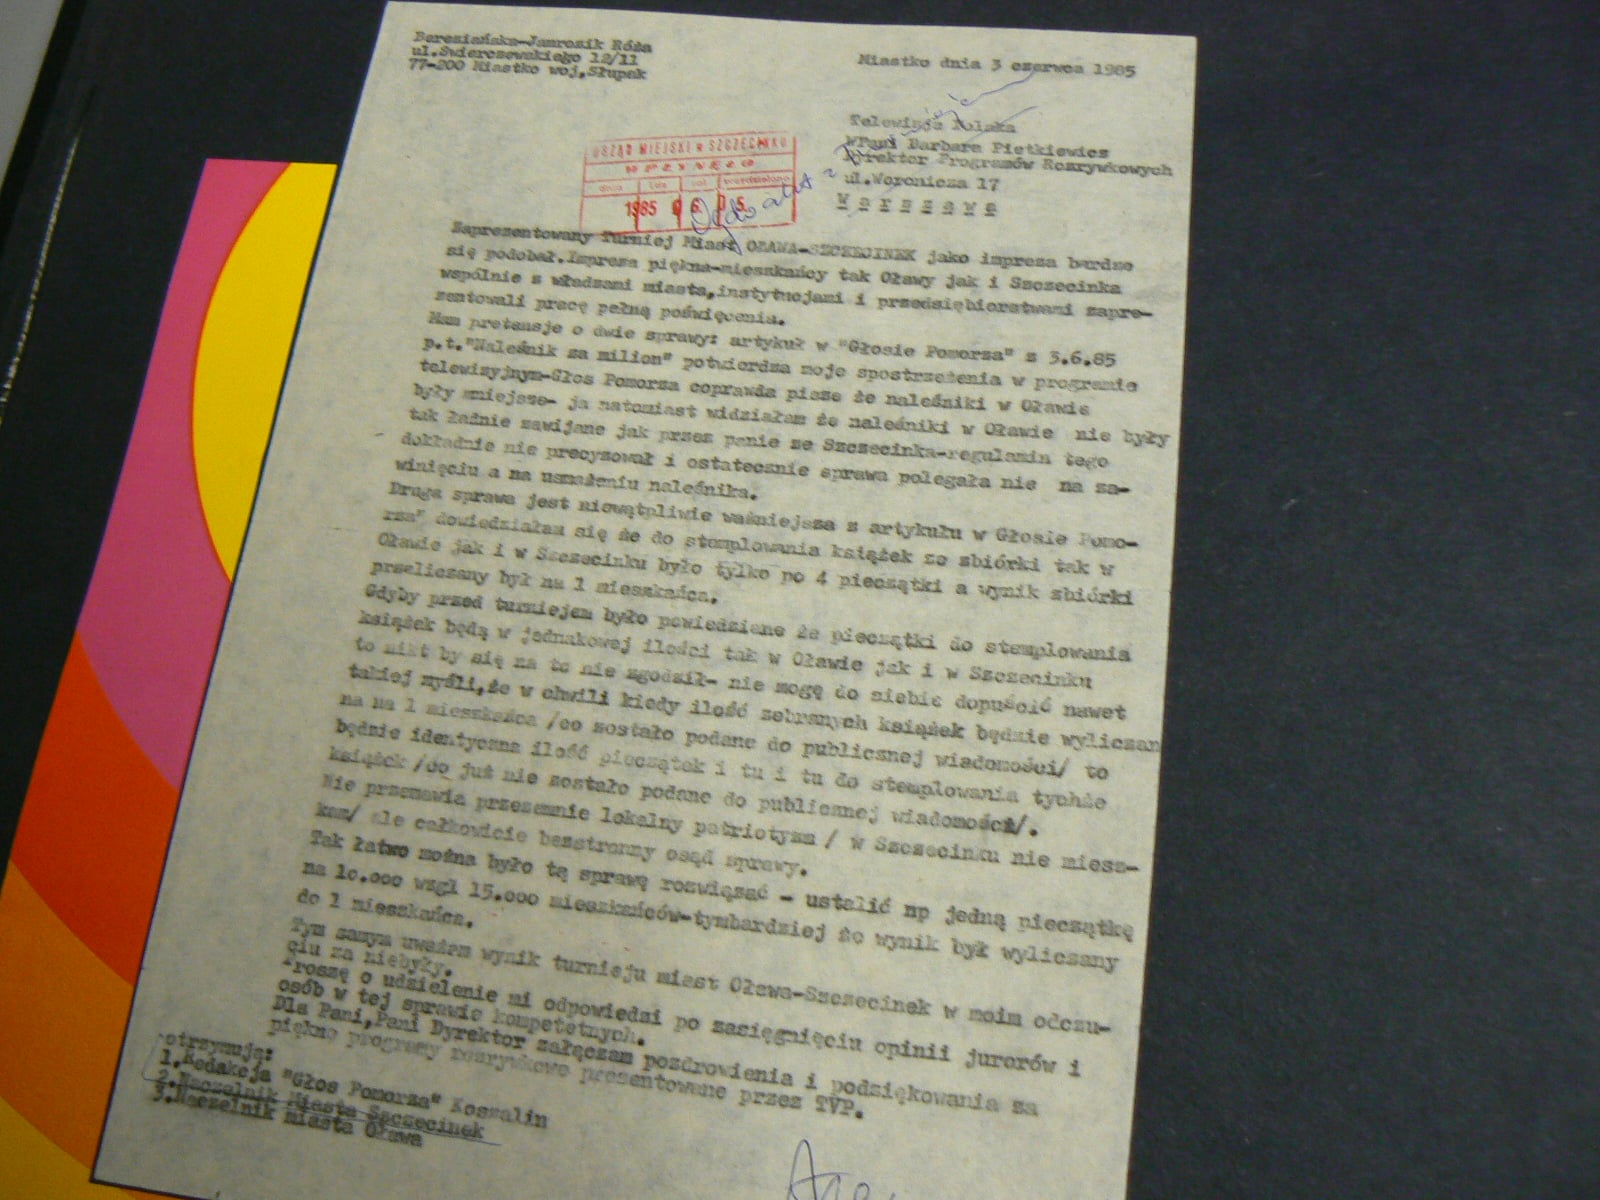 Bereziańska-Jamrozik Róża
ul.Świerczewskiego 12/11
77-200 Miastko woj.Słupsk
Miastko dnia 3 czerwca 1985
Telewizja Polska
WPani Barbara Pietkiewicz
Dyrektor Programów Rozrywkowych
ul.Woronicza 17
W a r s z a w a
URZĄD MIEJSKI w SZCZECINKU
WPŁYNĘŁO
dnia
1985 06 15
Zaprezentowany Turniej Miast OŁAWA-SZCZECINEK jako impreza bardzo
się podobał.Impreza piękna-mieszkańcy tak Oławy jak i Szczecinka
wspólnie z władzami miasta,instytucjami i przedsiębiorstwami zapre-
zentowali pracę pełną poświęcenia.
Mam pretensje o dwie sprawy: artykuł w "Głosie Pomorza" z 3.6.85
p.t."Naleśnik za milion" potwierdza moje spostrzeżenia w programie
telewizyjnym-Głos Pomorza coprawda pisze że naleśniki w Oławie
były mniejsze- ja natomiast widziałam że naleśniki w Oławie nie były
tak ładnie zawijane jak przez panie ze Szczecinka-regulamin tego
dokładnie nie precyzował i ostatecznie sprawa polegała nie na za-
winięciu a na usmażeniu naleśnika.
Druga sprawa jest niewątpliwie ważniejsza z artykułu w Głosie Pomo-
rza" dowiedziałam się że do stemplowania książek ze zbiórki tak w
Oławie jak i w Szczecinku było tylko po 4 pieczątki a wynik zbiórki
przeliczany był na 1 mieszkańca.
Gdyby przed turniejem było powiedziane że pieczątki do stemplowania
książek będą w jednakowej ilości tak w Oławie jak i w Szczecinku
to nikt by się na to nie zgodził- nie mogę do siebie dopuścić nawet
takiej myśli,że w chwili kiedy ilość zebranych książek będzie wyliczan
na na 1 mieszkańca /co zostało podane do publicznej wiadomości/ to
będzie identyczna ilość pieczątek i tu i tu do stemplowania tychże
książek /co już nie zostało podane do publicznej wiadomości/.
Nie przemawia przezemnie lokalny patriotyzm / w Szczecinku nie miesz-
kam/ ale całkowicie bezstronny osąd sprawy.
Tak łatwo można było tą sprawę rozwiązać - ustalić np jedną pieczątkę
na 10.000 wzgl 15.000 mieszkańców-tymbardziej że wynik był wyliczany
do 1 mieszkańca.
Tym samym uważam wynik turnieju miast Oława-Szczecinek w moim odczu-
ciu za niebyły.
Proszę o udzielenie mi odpowiedzi po zasięgnięciu opinii jurorów i
osób w tej sprawie kompetetnych.
Dla Pani,Pani Dyrektor załączam pozdrowienia i podziękowania za
piękne programy rozrywkowe prezentowane przez TVP.
otrzymują:
1.Redakcja "Głos Pomorza" Koszalin
2.Naczelnik Miasta Szczecinek
3.Naczelnik Miasta Oława